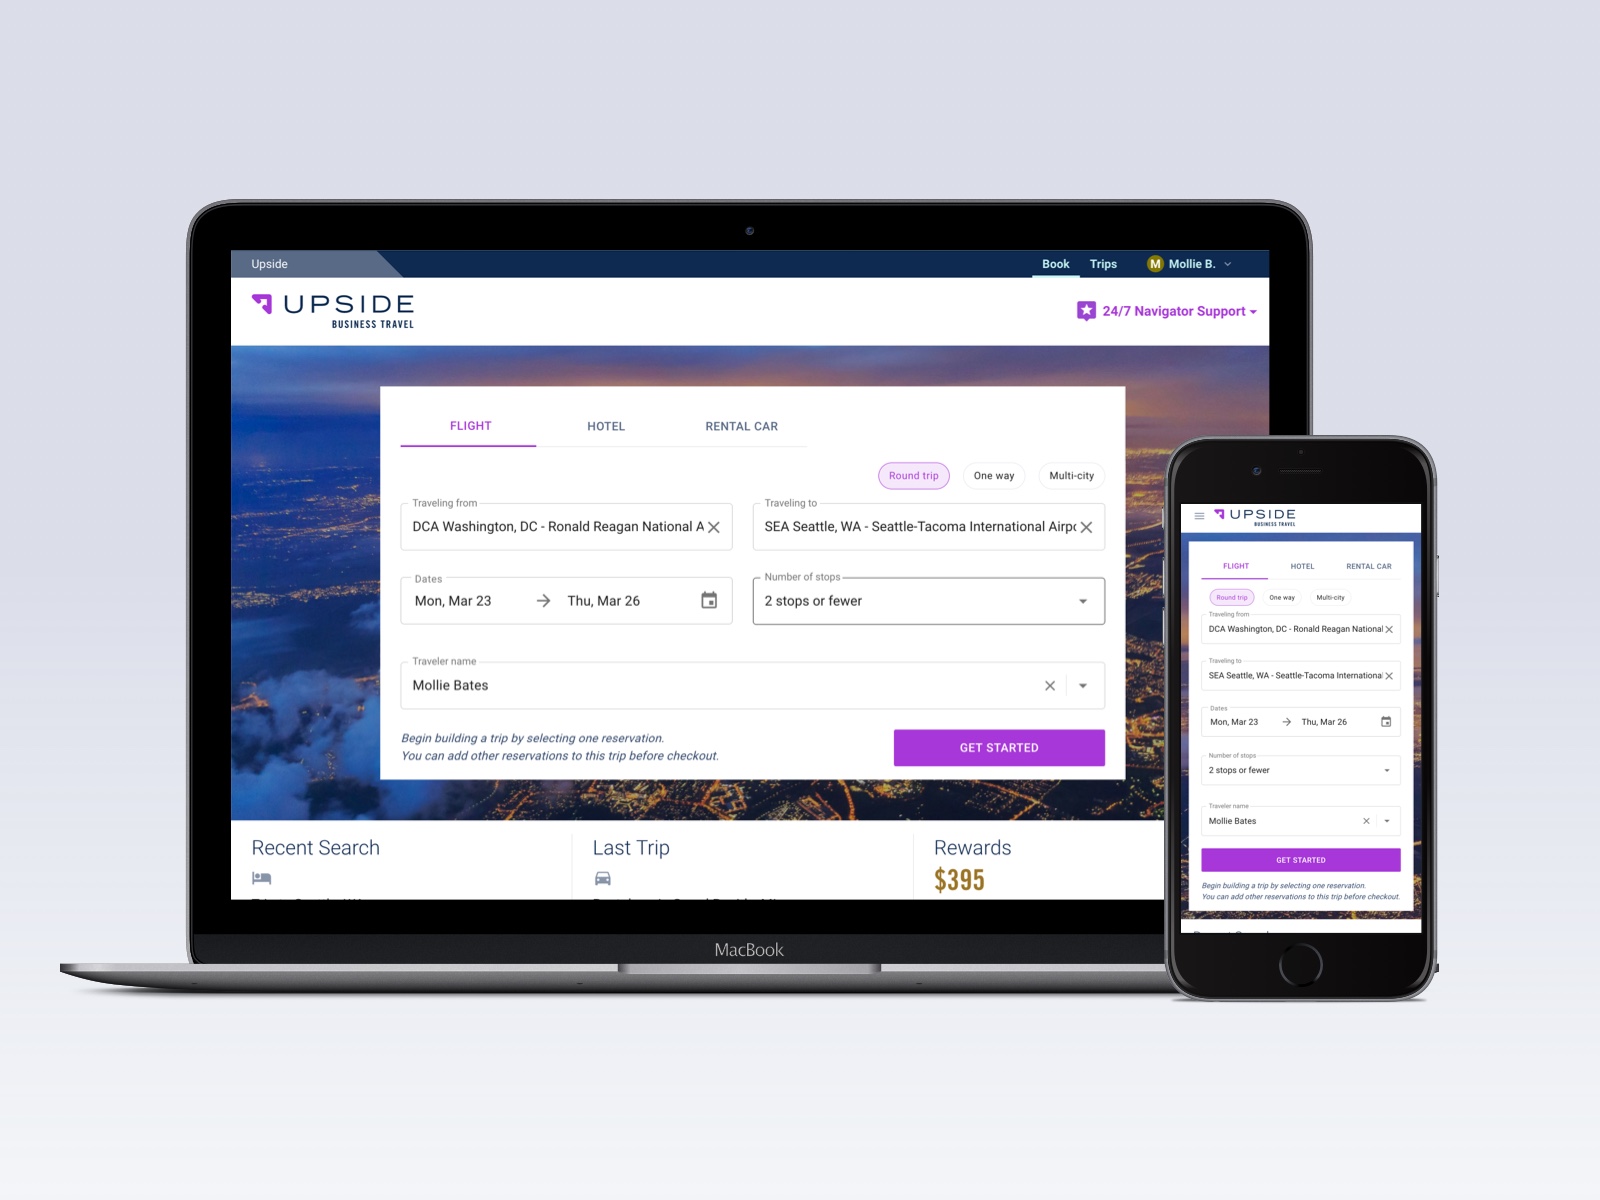 Upside
Book Trips M Mollie B.
UPSIDE
BUSINESS TRAVEL
24/7 Navigator Support
FLIGHT HOTEL RENTAL CAR
Round trip One way Multi-city
Traveling from
DCA Washington, DC - Ronald Reagan National A
Traveling to
SEA Seattle, WA - Seattle-Tacoma International Airpo
Dates
Mon, Mar 23 → Thu, Mar 26
Number of stops
2 stops or fewer
Traveler name
Mollie Bates
Begin building a trip by selecting one reservation.
You can add other reservations to this trip before checkout.
GET STARTED
Recent Search
Last Trip
Rewards
$395
MacBook
UPSIDE
BUSINESS TRAVEL
FLIGHT HOTEL RENTAL CAR
Round trip One way Multi-city
Traveling from
DCA Washington, DC - Ronald Reagan National
Traveling to
SEA Seattle, WA - Seattle-Tacoma International
Dates
Mon, Mar 23 → Thu, Mar 26
Number of stops
2 stops or fewer
Traveler name
Mollie Bates
GET STARTED
Begin building a trip by selecting one reservation.
You can add other reservations to this trip before checkout.